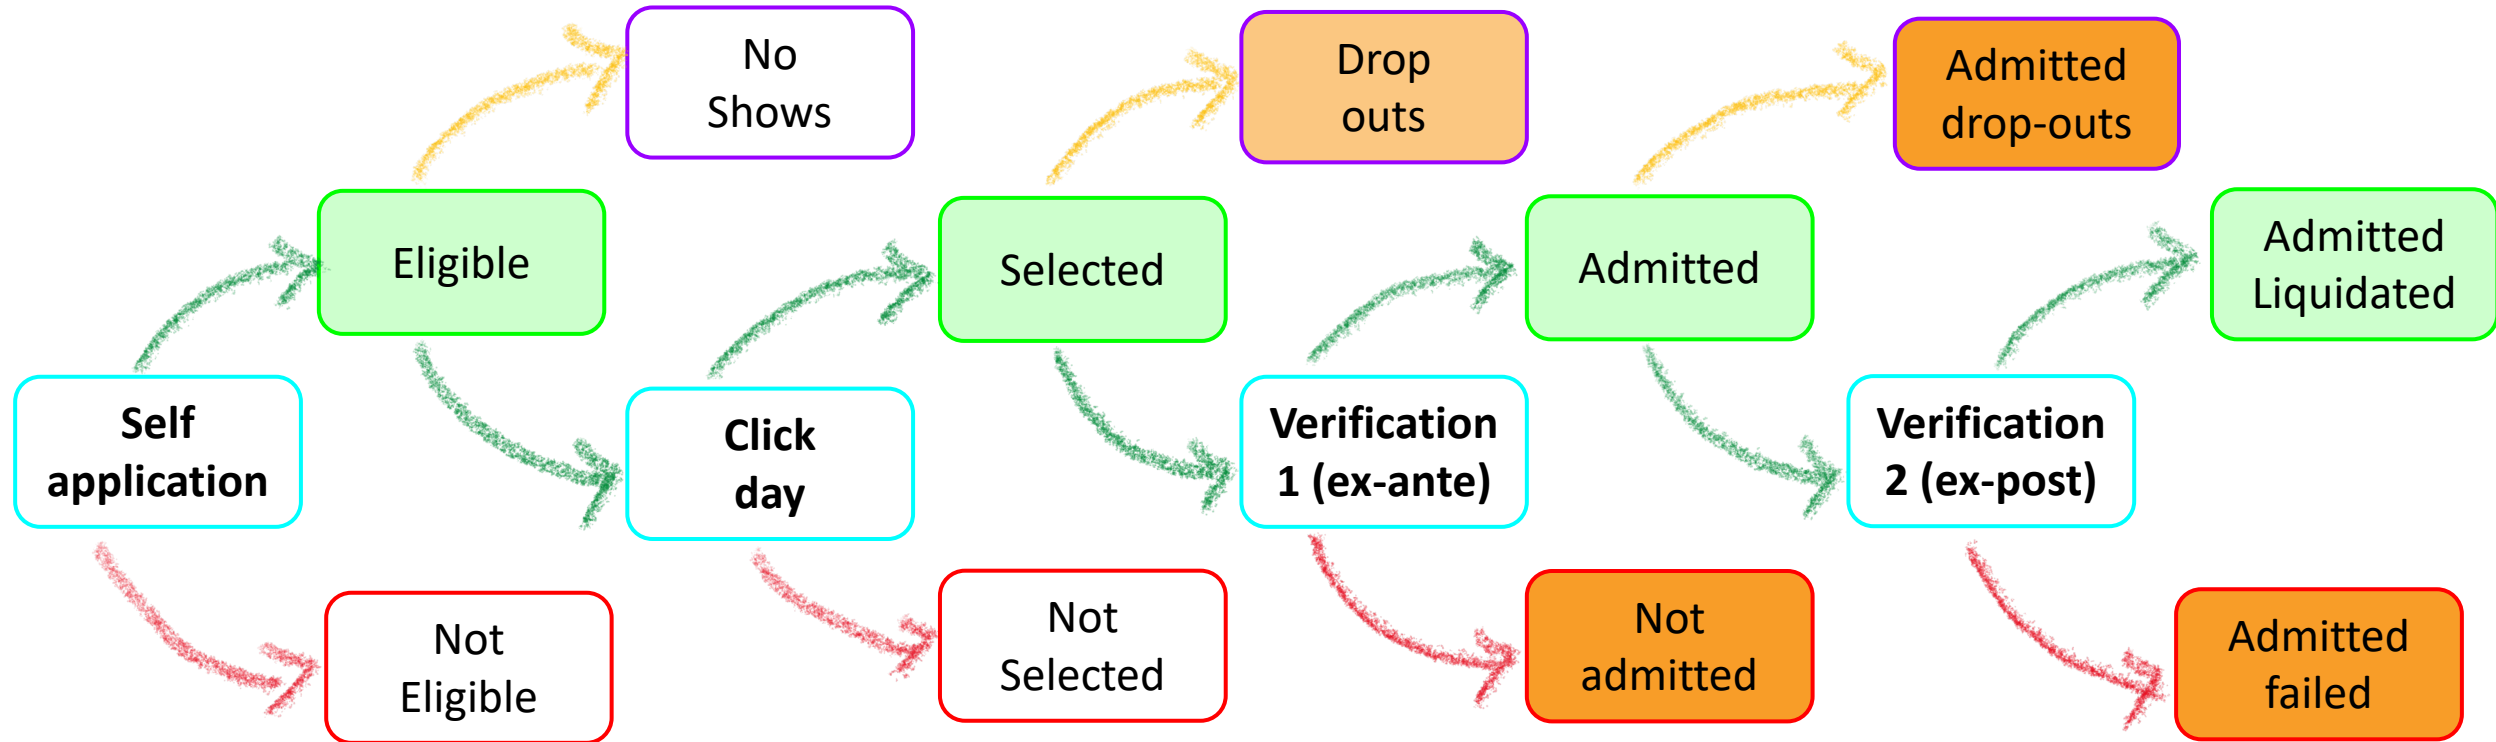 No
Shows
Drop
outs
Admitted
drop-outs
Eligible
Selected
Admitted
Admitted
Liquidated
Self
application
Click
day
Verification
1 (ex-ante)
Verification
2 (ex-post)
Not
Eligible
Not
Selected
Not
admitted
Admitted
failed